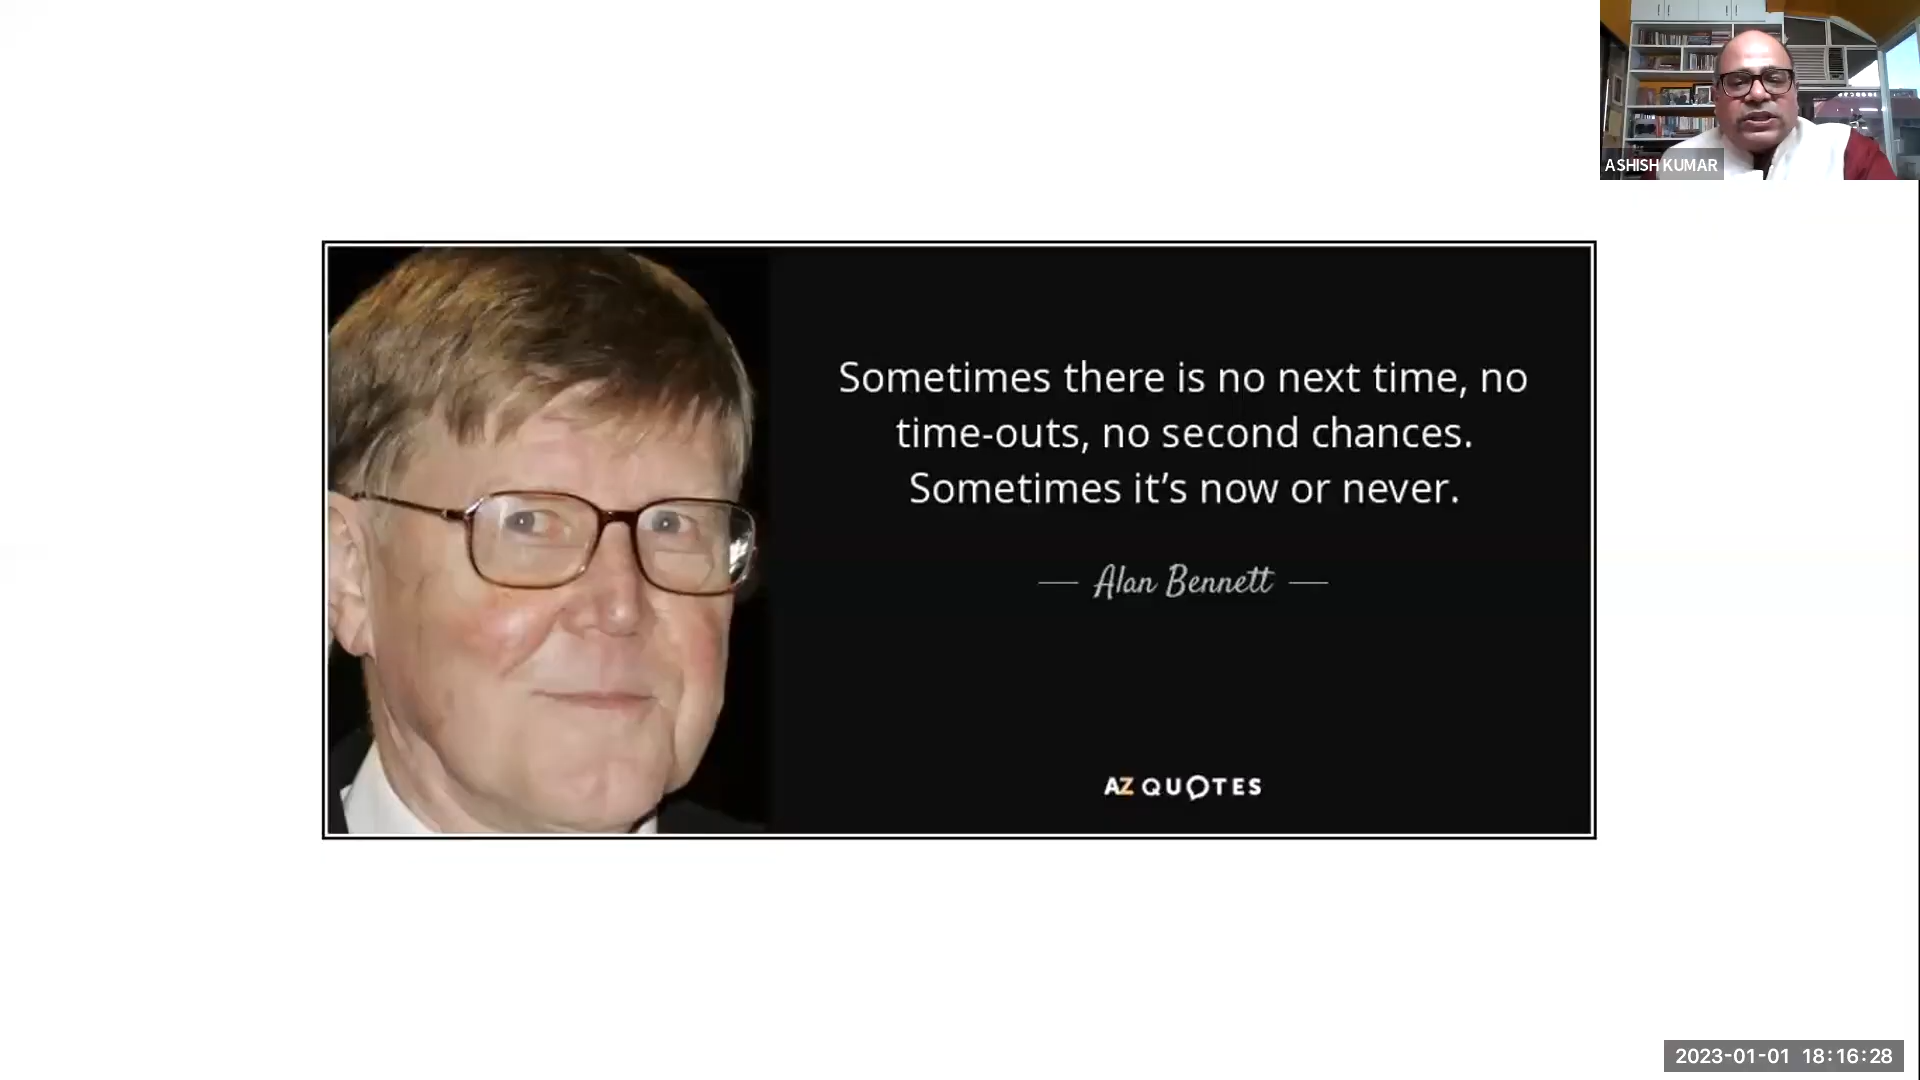 ASHISH KUMAR
Sometimes there is no next time, no
time-outs, no second chances.
Sometimes it’s now or never.
Alan Bennett
AZ QUOTES
2023-01-01 18:16:28